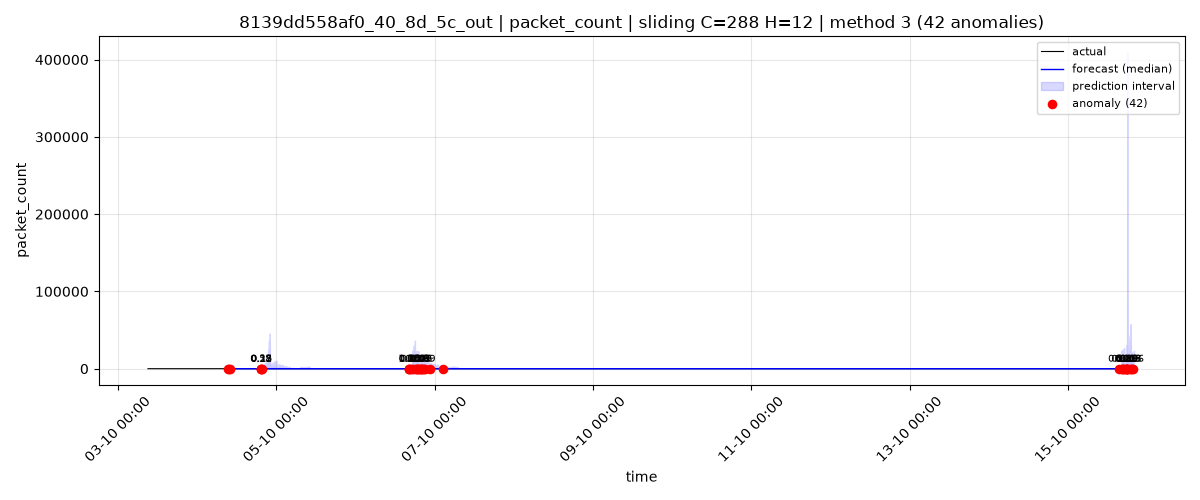 8139dd558af0_40_8d_5c_out | packet_count | sliding C=288 H=12 | method 3 (42 anomalies)
actual
forecast (median)
prediction interval
anomaly (42)
packet_count
400000
300000
200000
100000
0
03-10 00:00
05-10 00:00
07-10 00:00
09-10 00:00
11-10 00:00
13-10 00:00
15-10 00:00
time